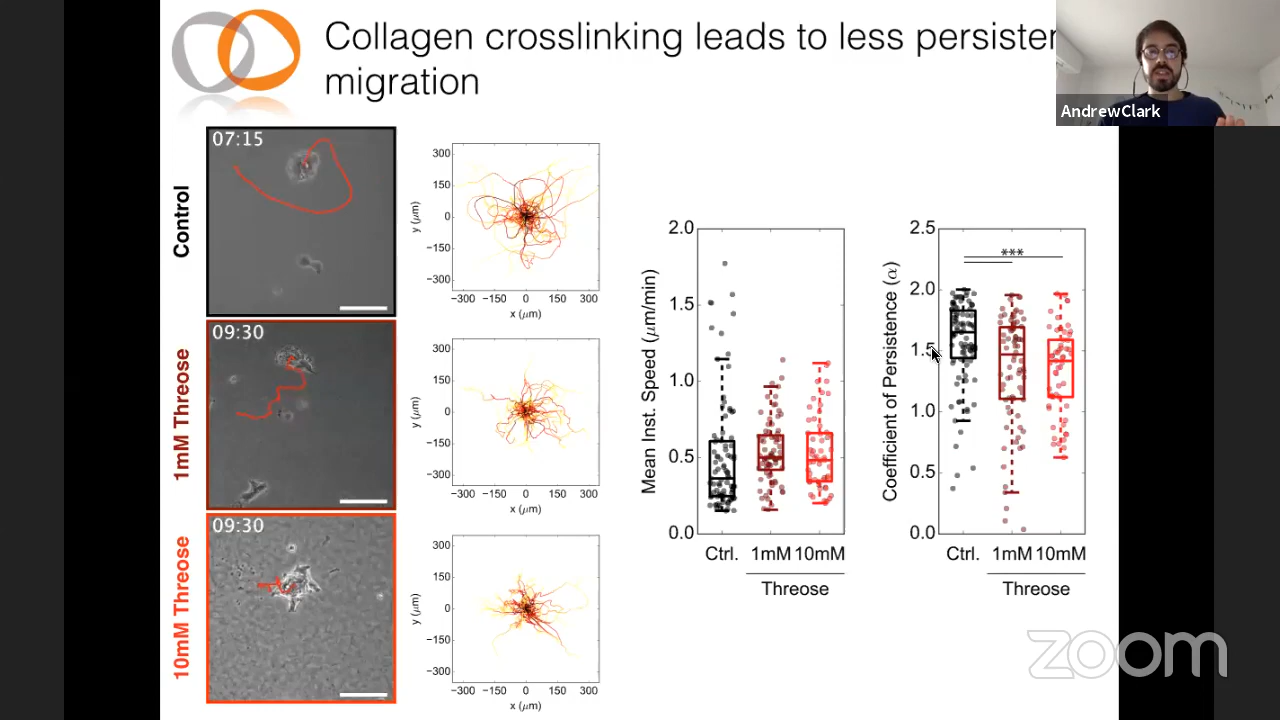 Collagen crosslinking leads to less persisten
migration
AndrewClark
Control
07:15
300
150
0
−150
−300
y (μm)
−300 −150 0 150 300
x (μm)
1mM Threose
09:30
300
150
0
−150
−300
y (μm)
−300 −150 0 150 300
x (μm)
10mM Threose
09:30
300
150
0
−150
−300
y (μm)
−300 −150 0 150 300
x (μm)
Mean Inst. Speed (μm/min)
2.0
1.5
1.0
0.5
0.0
Ctrl. 1mM 10mM
Threose
Coefficient of Persistence (α)
2.5
2.0
1.5
1.0
0.5
0.0
***
Ctrl. 1mM 10mM
Threose
zoom